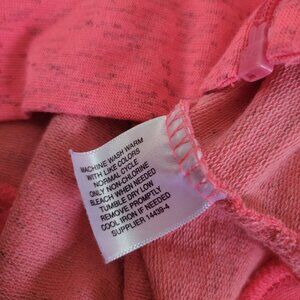 MACHINE WASH WARM
WITH LIKE COLORS
NORMAL CYCLE
ONLY NON-CHLORINE
BLEACH WHEN NEEDED
TUMBLE DRY LOW
REMOVE PROMPTLY
COOL IRON IF NEEDED
SUPPLIER 14439-4